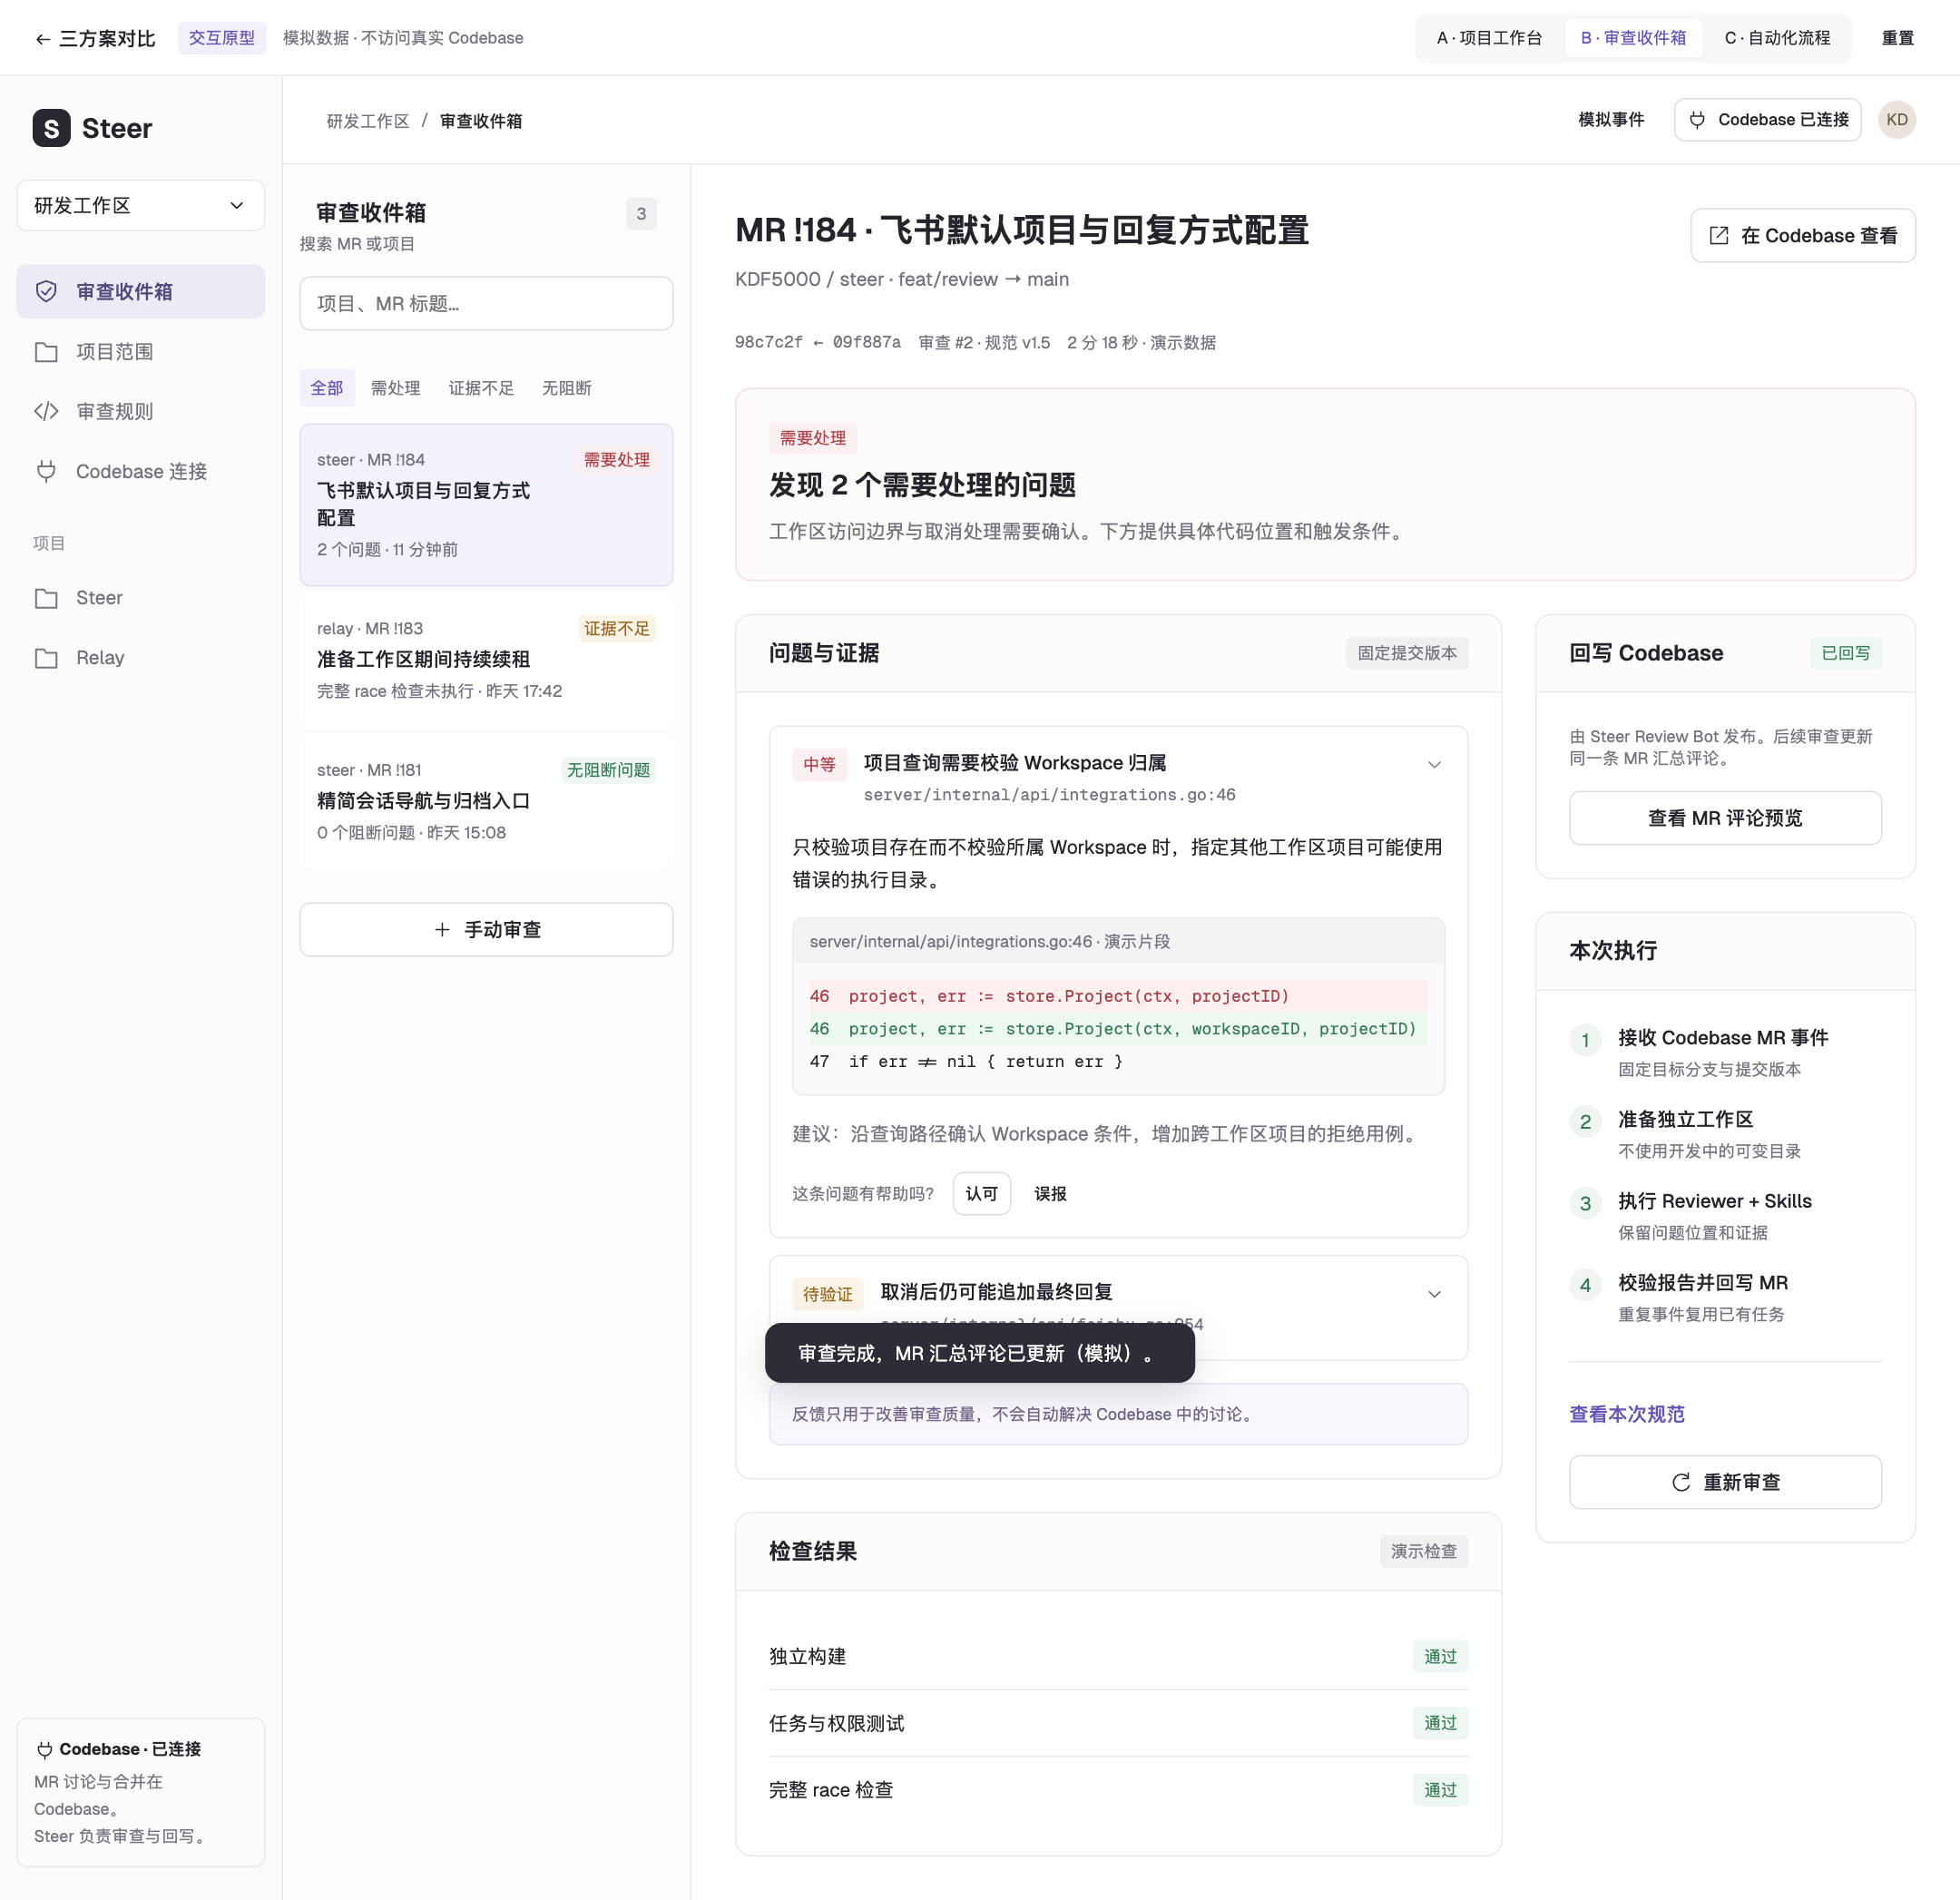 ← 三方案对比
交互原型
模拟数据 · 不访问真实 Codebase
A · 项目工作台
B · 审查收件箱
C · 自动化流程
重置
S Steer
研发工作区
审查收件箱
项目范围
审查规则
Codebase 连接
项目
Steer
Relay
Codebase · 已连接
MR 讨论与合并在
Codebase。
Steer 负责审查与回写。
研发工作区 / 审查收件箱
模拟事件
Codebase 已连接
KD
审查收件箱
3
搜索 MR 或项目
项目、MR 标题...
全部
需处理
证据不足
无阻断
steer · MR !184
需要处理
飞书默认项目与回复方式
配置
2 个问题 · 11 分钟前
relay · MR !183
证据不足
准备工作区期间持续续租
完整 race 检查未执行 · 昨天 17:42
steer · MR !181
无阻断问题
精简会话导航与归档入口
0 个阻断问题 · 昨天 15:08
+ 手动审查
MR !184 · 飞书默认项目与回复方式配置
在 Codebase 查看
KDF5000 / steer · feat/review → main
98c7c2f ← 09f887a 审查 #2 · 规范 v1.5 2 分 18 秒 · 演示数据
需要处理
发现 2 个需要处理的问题
工作区访问边界与取消处理需要确认。下方提供具体代码位置和触发条件。
问题与证据
固定提交版本
中等
项目查询需要校验 Workspace 归属
server/internal/api/integrations.go:46
只校验项目存在而不校验所属 Workspace 时，指定其他工作区项目可能使用
错误的执行目录。
server/internal/api/integrations.go:46 · 演示片段
46 project, err := store.Project(ctx, projectID)
46 project, err := store.Project(ctx, workspaceID, projectID)
47 if err != nil { return err }
建议：沿查询路径确认 Workspace 条件，增加跨工作区项目的拒绝用例。
这条问题有帮助吗？
认可
误报
待验证
取消后仍可能追加最终回复
审查完成，MR 汇总评论已更新（模拟）。
反馈只用于改善审查质量，不会自动解决 Codebase 中的讨论。
检查结果
演示检查
独立构建
通过
任务与权限测试
通过
完整 race 检查
通过
回写 Codebase
已回写
由 Steer Review Bot 发布。后续审查更新
同一条 MR 汇总评论。
查看 MR 评论预览
本次执行
1 接收 Codebase MR 事件
固定目标分支与提交版本
2 准备独立工作区
不使用开发中的可变目录
3 执行 Reviewer + Skills
保留问题位置和证据
4 校验报告并回写 MR
重复事件复用已有任务
查看本次规范
重新审查